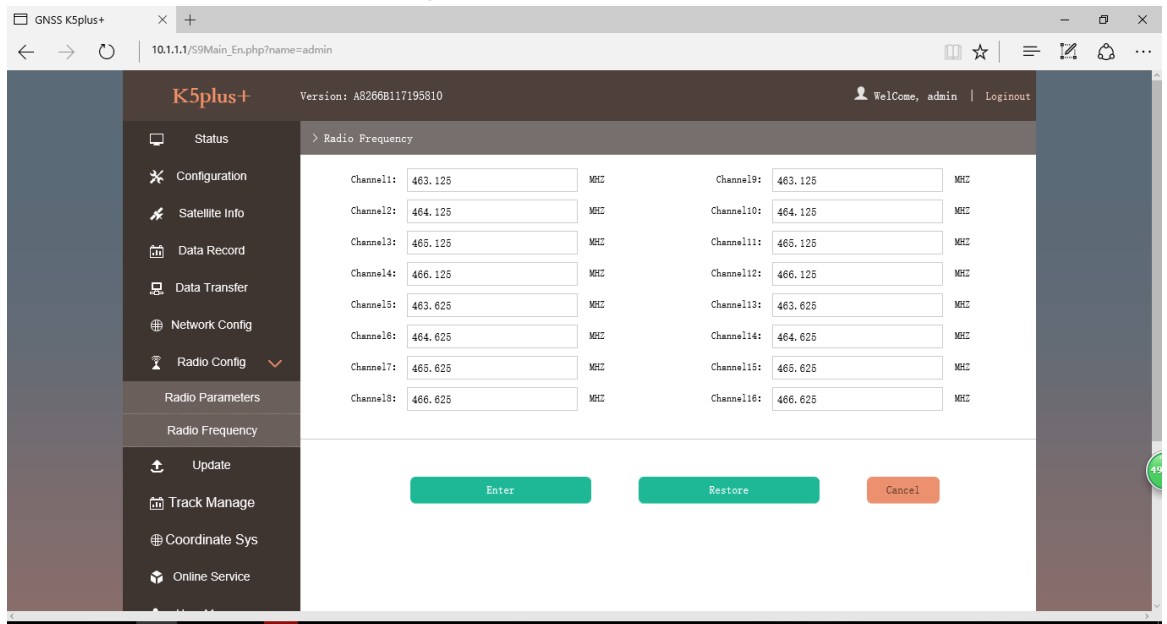 GNSS K5plus+
10.1.1.1/S9Main_En.php?name=admin
K5plus+
Version: A8266B117195810
WelCome, admin | Loginout
Status
> Radio Frequency
Configuration
Satellite Info
Data Record
Data Transfer
Network Config
Radio Config
Radio Parameters
Radio Frequency
Update
Track Manage
Coordinate Sys
Online Service
Channel1: 463.125 MHZ Channel9: 463.125 MHZ
Channel2: 464.125 MHZ Channel10: 464.125 MHZ
Channel3: 465.125 MHZ Channel11: 465.125 MHZ
Channel4: 466.125 MHZ Channel12: 466.125 MHZ
Channel5: 463.625 MHZ Channel13: 463.625 MHZ
Channel6: 464.625 MHZ Channel14: 464.625 MHZ
Channel7: 465.625 MHZ Channel15: 465.625 MHZ
Channel8: 466.625 MHZ Channel16: 466.625 MHZ
Enter Restore Cancel
49